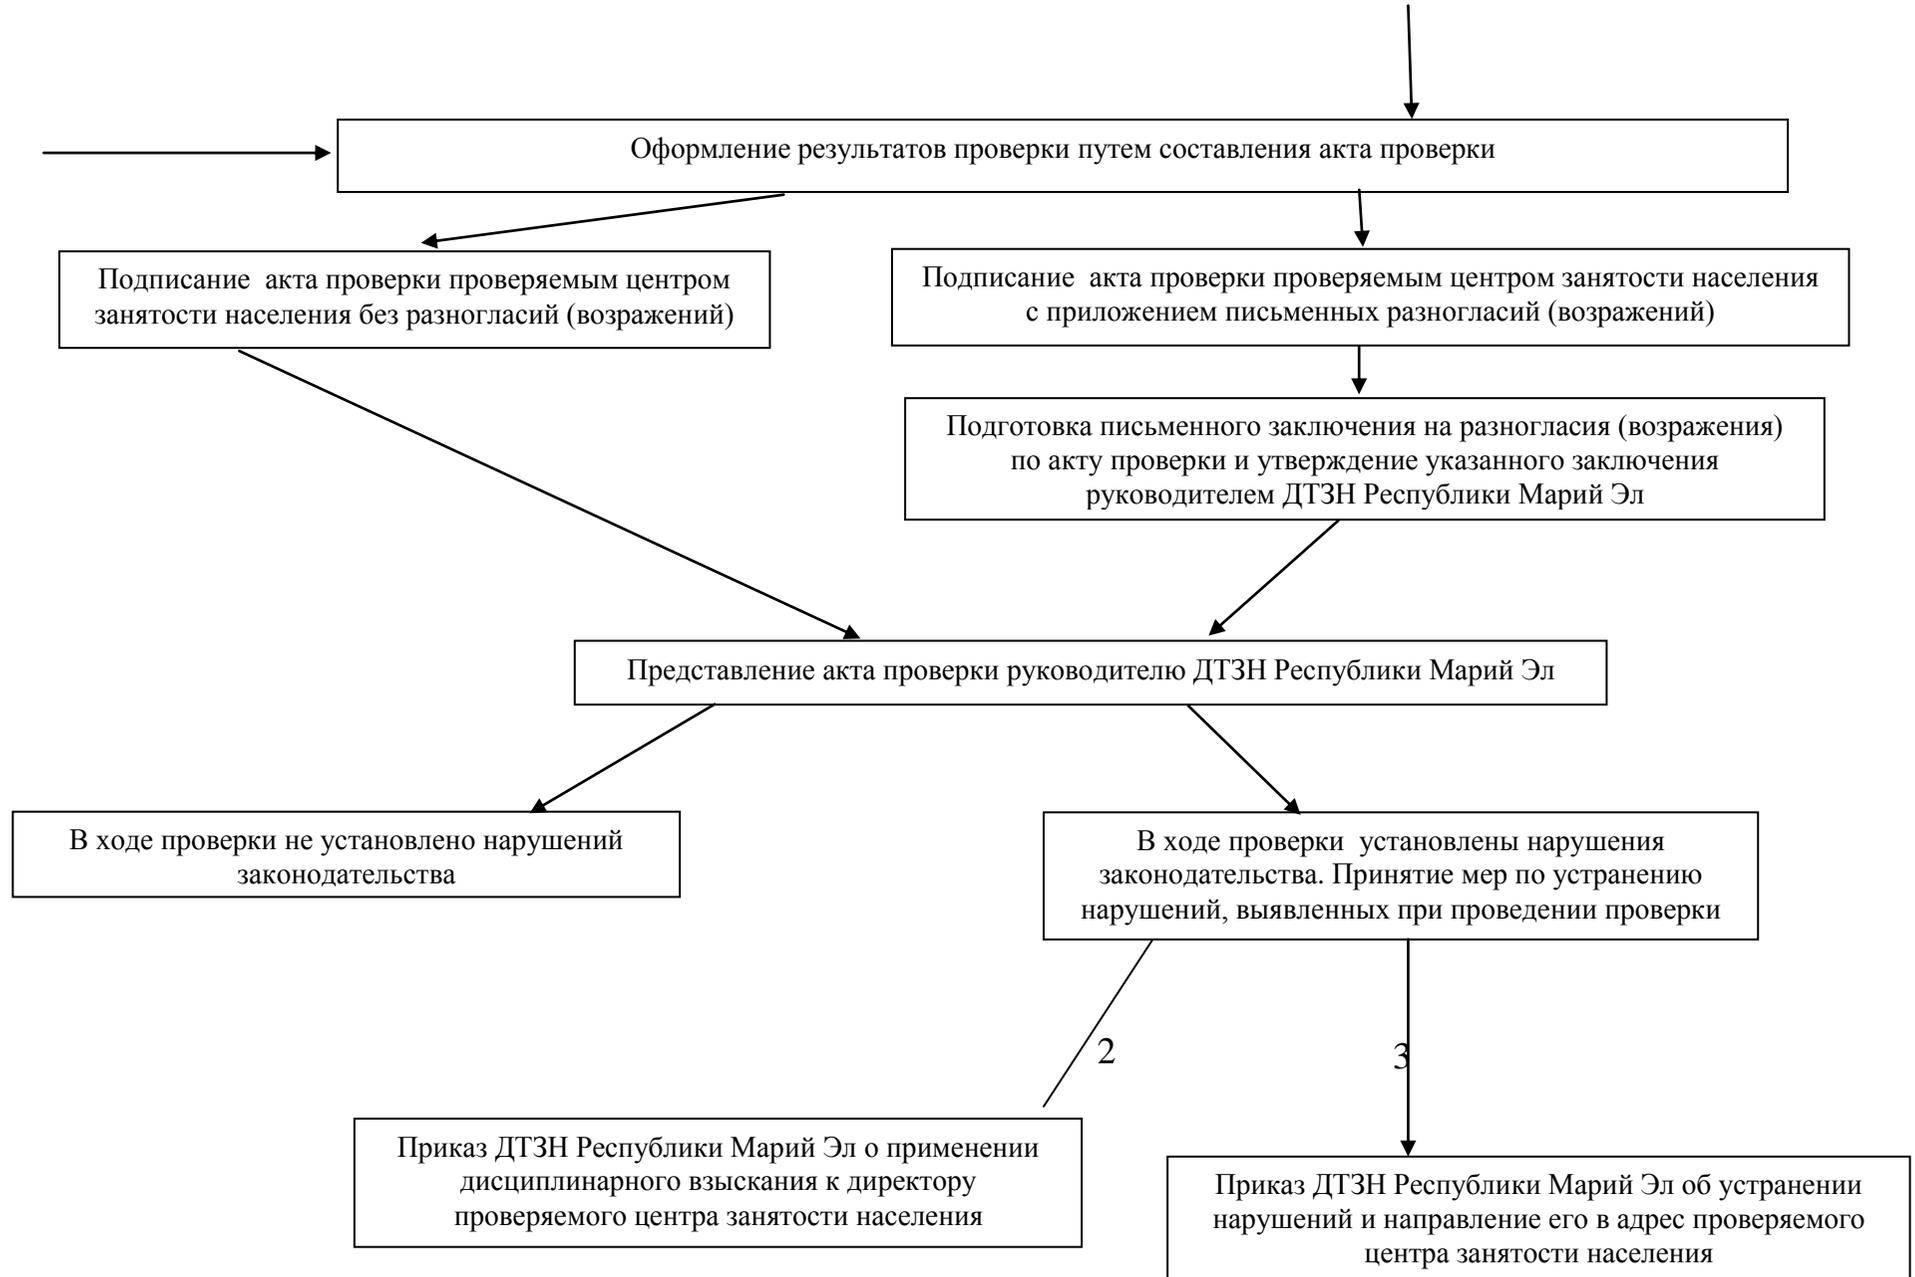 Оформление результатов проверки путем составления акта проверки
Подписание  акта проверки проверяемым центром
занятости населения без разногласий (возражений)
Подписание  акта проверки проверяемым центром занятости населения
с приложением письменных разногласий (возражений)
Подготовка письменного заключения на разногласия (возражения)
по акту проверки и утверждение указанного заключения
руководителем ДТЗН Республики Марий Эл
Представление акта проверки руководителю ДТЗН Республики Марий Эл
В ходе проверки не установлено нарушений
законодательства
В ходе проверки  установлены нарушения
законодательства. Принятие мер по устранению
нарушений, выявленных при проведении проверки
2
3
Приказ ДТЗН Республики Марий Эл о применении
дисциплинарного взыскания к директору
проверяемого центра занятости населения
Приказ ДТЗН Республики Марий Эл об устранении
нарушений и направление его в адрес проверяемого
центра занятости населения